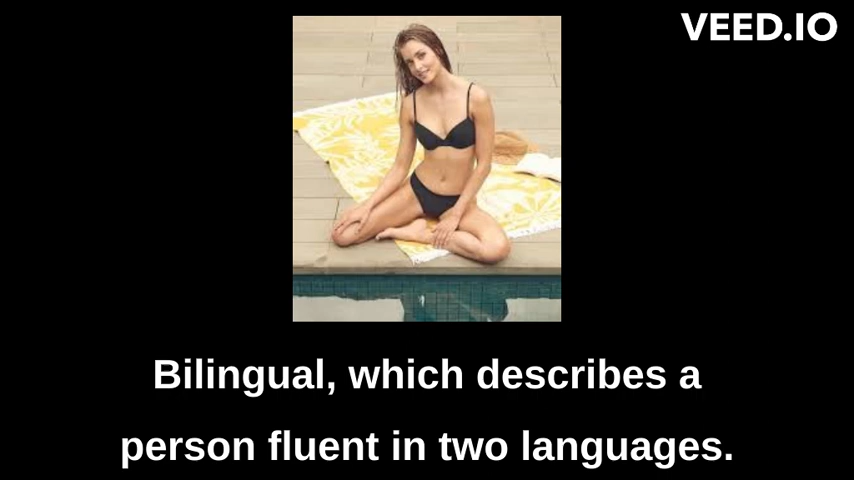 VEED.IO
Bilingual, which describes a
person fluent in two languages.